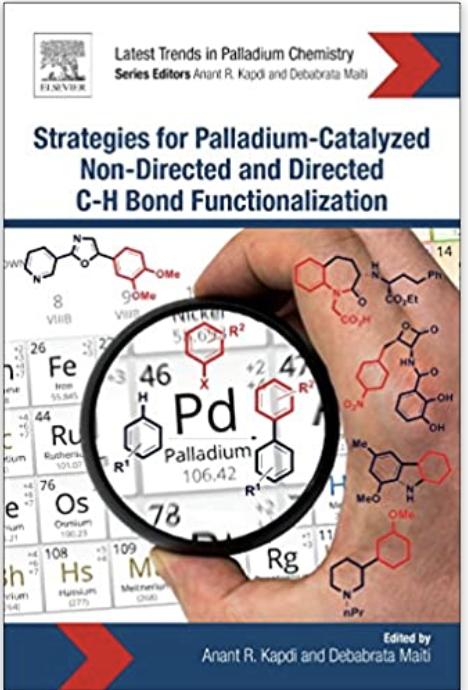 ELSEVIER
Latest Trends in Palladium Chemistry
Series Editors Anant R. Kapdi and Debabrata Maiti
Strategies for Palladium-Catalyzed
Non-Directed and Directed
C-H Bond Functionalization
14
N
O
N
OMe
OMe
8
VIIIB
9
Nickel
R²
X
H
R¹
46
Pd
Palladium
106.42
+2
+3
47
R²
R¹
78
26
Fe
Iron
55.845
44
Ru
76
Os
Osmium
190.23
108
Hs
Hassium
(277)
109
Meitnerium
(268)
Rg
H
N
Ph
N
O
CO₂Et
CO₂H
O
O
HN
O
O₂N
OH
OH
Me
MeO
N
H
OMe
N
nPr
Edited by
Anant R. Kapdi and Debabrata Maiti